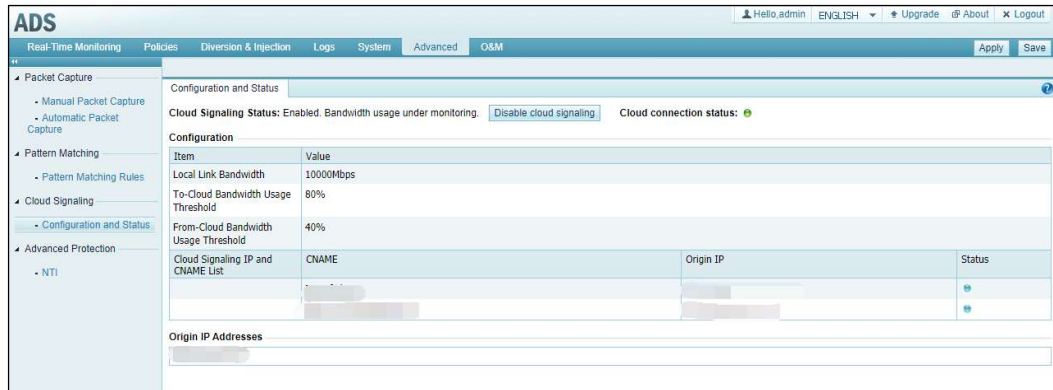 ADS
Hello,admin ENGLISH Upgrade About Logout
Real-Time Monitoring Policies Diversion & Injection Logs System Advanced O&M Apply Save
Packet Capture
Manual Packet Capture
Automatic Packet
Capture
Pattern Matching
Pattern Matching Rules
Cloud Signaling
Configuration and Status
Advanced Protection
NTI
Configuration and Status
Cloud Signaling Status: Enabled. Bandwidth usage under monitoring. Disable cloud signaling Cloud connection status:
Configuration
Item Value
Local Link Bandwidth 10000Mbps
To-Cloud Bandwidth Usage 80%
Threshold
From-Cloud Bandwidth 40%
Usage Threshold
Cloud Signaling IP and CNAME Origin IP Status
CNAME List
Origin IP Addresses